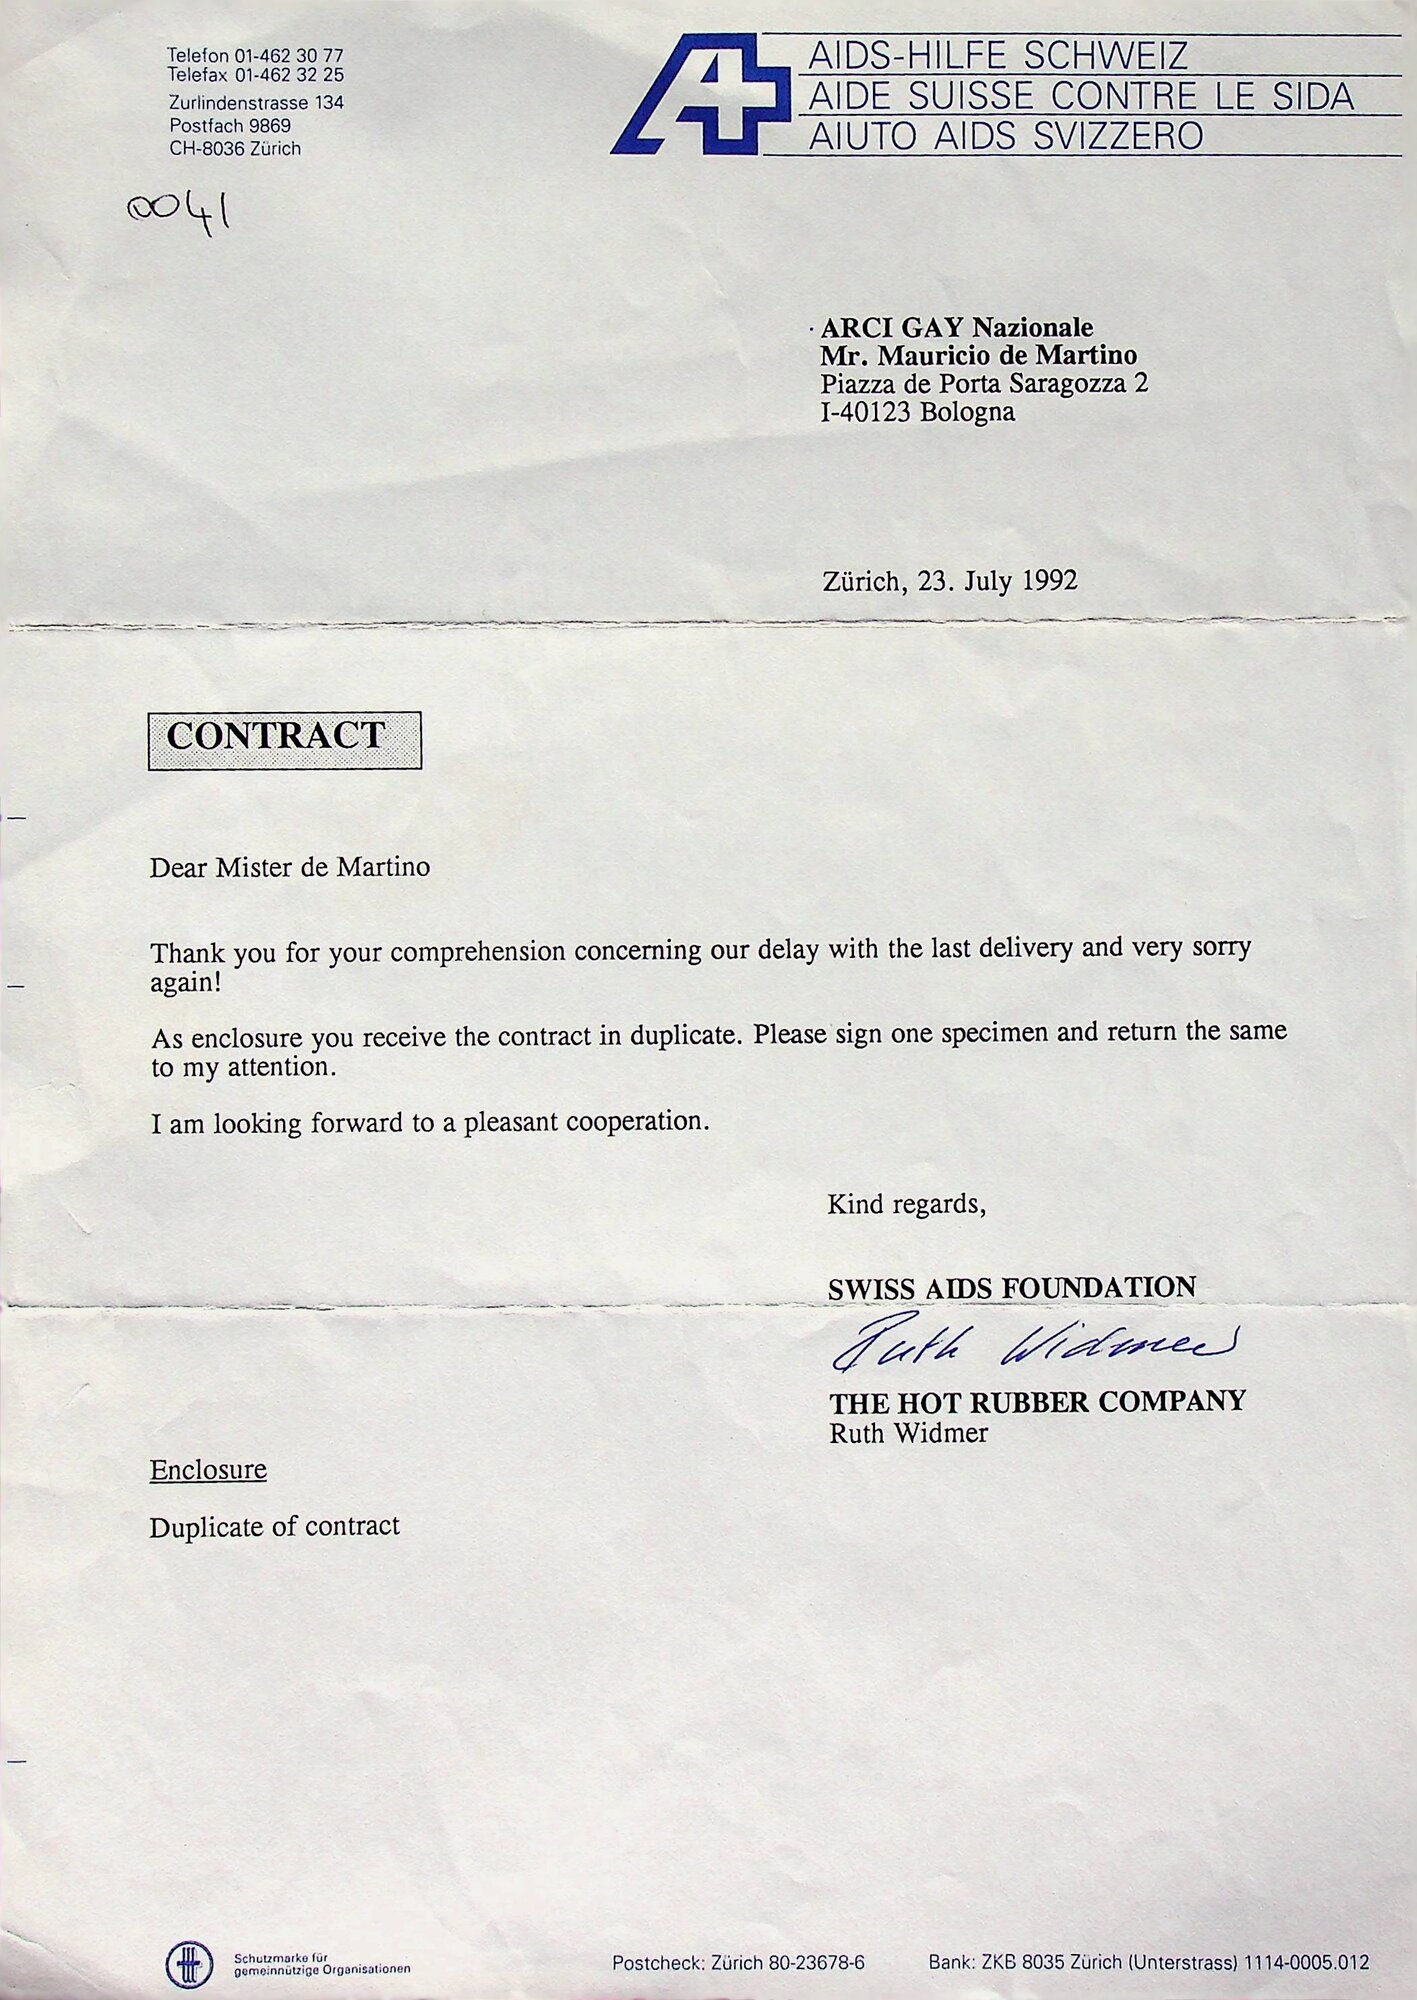 Telefon 01-462 30 77
Telefax 01-462 32 25
Zurlindenstrasse 134
Postfach 9869
CH-8036 Zürich
AIDS-HILFE SCHWEIZ
AIDE SUISSE CONTRE LE SIDA
AIUTO AIDS SVIZZERO
0041
ARCI GAY Nazionale
Mr. Mauricio de Martino
Piazza de Porta Saragozza 2
I-40123 Bologna
Zürich, 23. July 1992
CONTRACT
Dear Mister de Martino
Thank you for your comprehension concerning our delay with the last delivery and very sorry
again!
As enclosure you receive the contract in duplicate. Please sign one specimen and return the same
to my attention.
I am looking forward to a pleasant cooperation.
Kind regards,
SWISS AIDS FOUNDATION
Ruth Widmer
THE HOT RUBBER COMPANY
Ruth Widmer
Enclosure
Duplicate of contract
Schutzmarke für
gemeinnützige Organisationen
Postcheck: Zürich 80-23678-6
Bank: ZKB 8035 Zürich (Unterstrass) 1114-0005.012